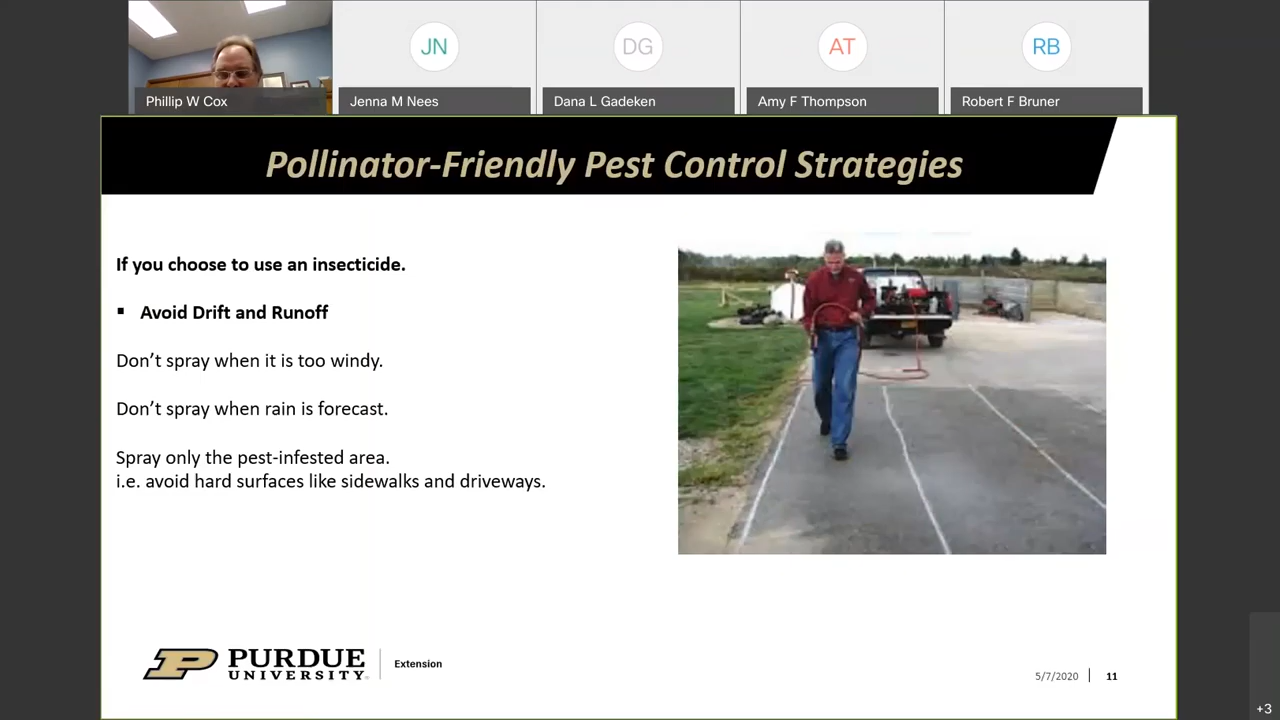 JN
DG
AT
RB
Phillip W Cox
Jenna M Nees
Dana L Gadeken
Amy F Thompson
Robert F Bruner
Pollinator-Friendly Pest Control Strategies
If you choose to use an insecticide.
▪ Avoid Drift and Runoff
Don’t spray when it is too windy.
Don’t spray when rain is forecast.
Spray only the pest-infested area.
i.e. avoid hard surfaces like sidewalks and driveways.
PURDUE
UNIVERSITY®
Extension
5/7/2020
11
+3